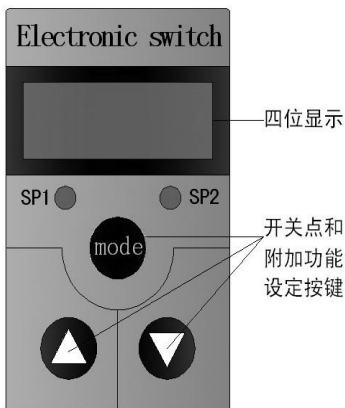 Electronic switch
四位显示
SP1
SP2
mode
开关点和
附加功能
设定按键